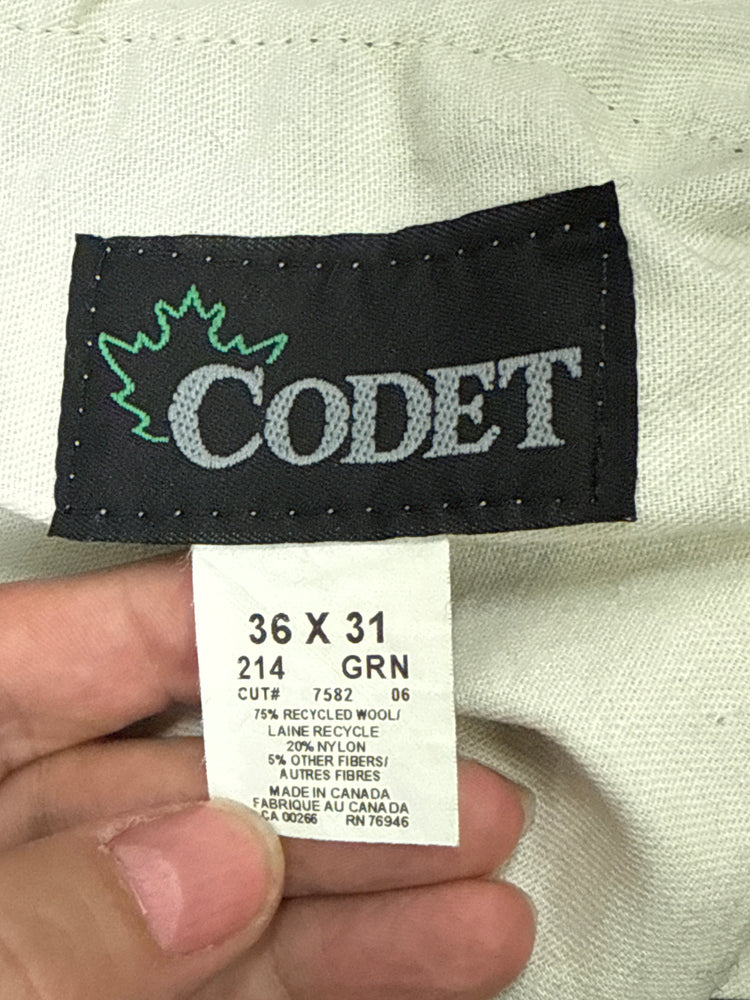 CODET
36 X 31
214 GRN
CUT# 7582 06
75% RECYCLED WOOL/
LAINE RECYCLE
20% NYLON
5% OTHER FIBERS/
AUTRES FIBRES
MADE IN CANADA
FABRIQUE AU CANADA
CA 00266 RN 76946